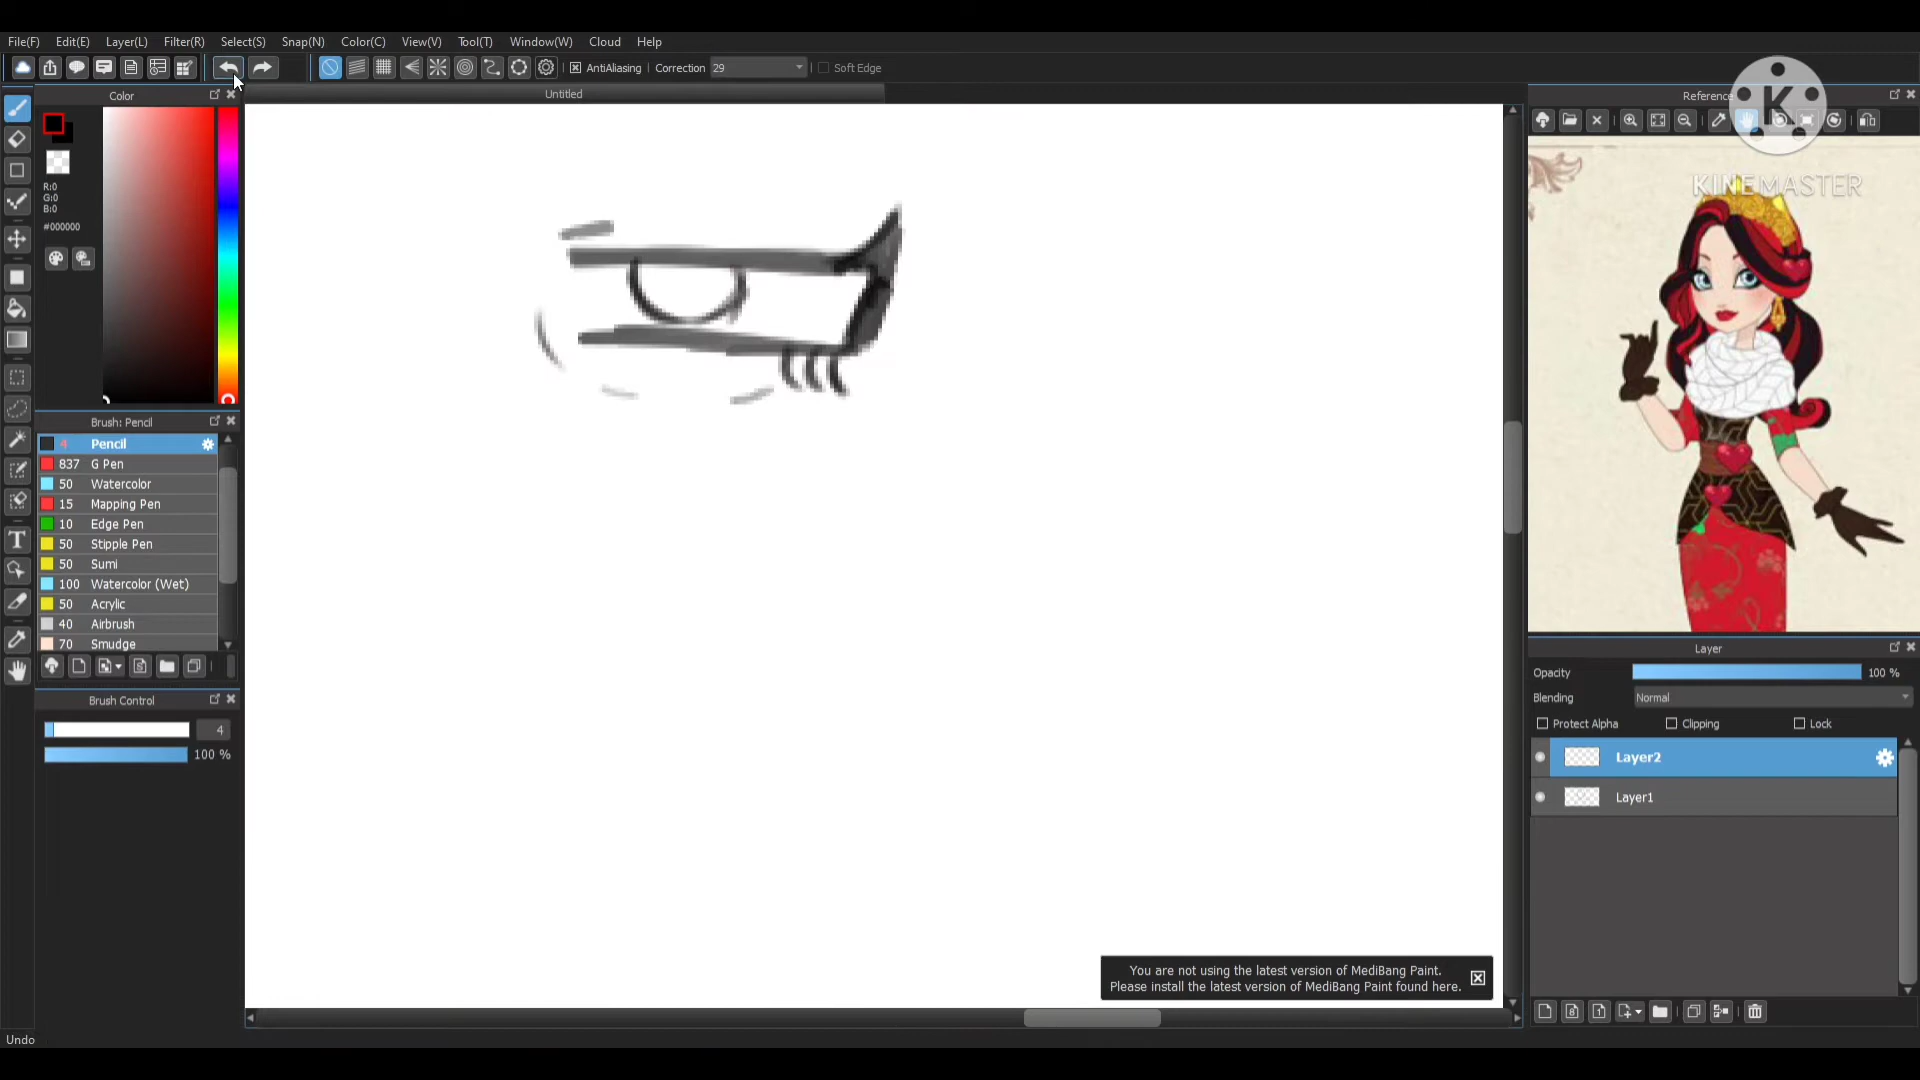 File(F) Edit(E) Layer(L) Filter(R) Select(S) Snap(N) Color(C) View(V) Tool(T) Window(W) Cloud Help
AntiAliasing Correction 29 Soft Edge
Color
Untitled
Reference
K
KINEMASTER
R:0
G:0
B:0
#000000
Brush: Pencil
4 Pencil
837 G Pen
50 Watercolor
15 Mapping Pen
10 Edge Pen
50 Stipple Pen
50 Sumi
100 Watercolor (Wet)
50 Acrylic
40 Airbrush
70 Smudge
Brush Control
4
100 %
Layer
Opacity 100 %
Blending Normal
Protect Alpha Clipping Lock
Layer2
Layer1
You are not using the latest version of MediBang Paint.
Please install the latest version of MediBang Paint found here.
Undo